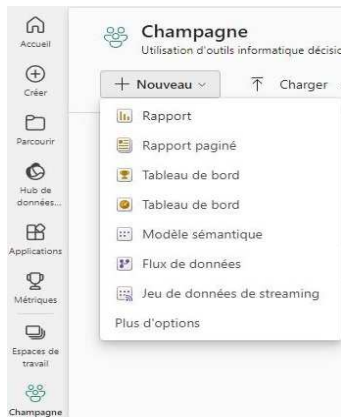 Accueil
Créer
Parcourir
Hub de
données...
Applications
Métriques
Espaces de
travail
Champagne
Champagne
Utilisation d'outils informatique décisio
Nouveau
Charger
Rapport
Rapport paginé
Tableau de bord
Tableau de bord
Modèle sémantique
Flux de données
Jeu de données de streaming
Plus d'options